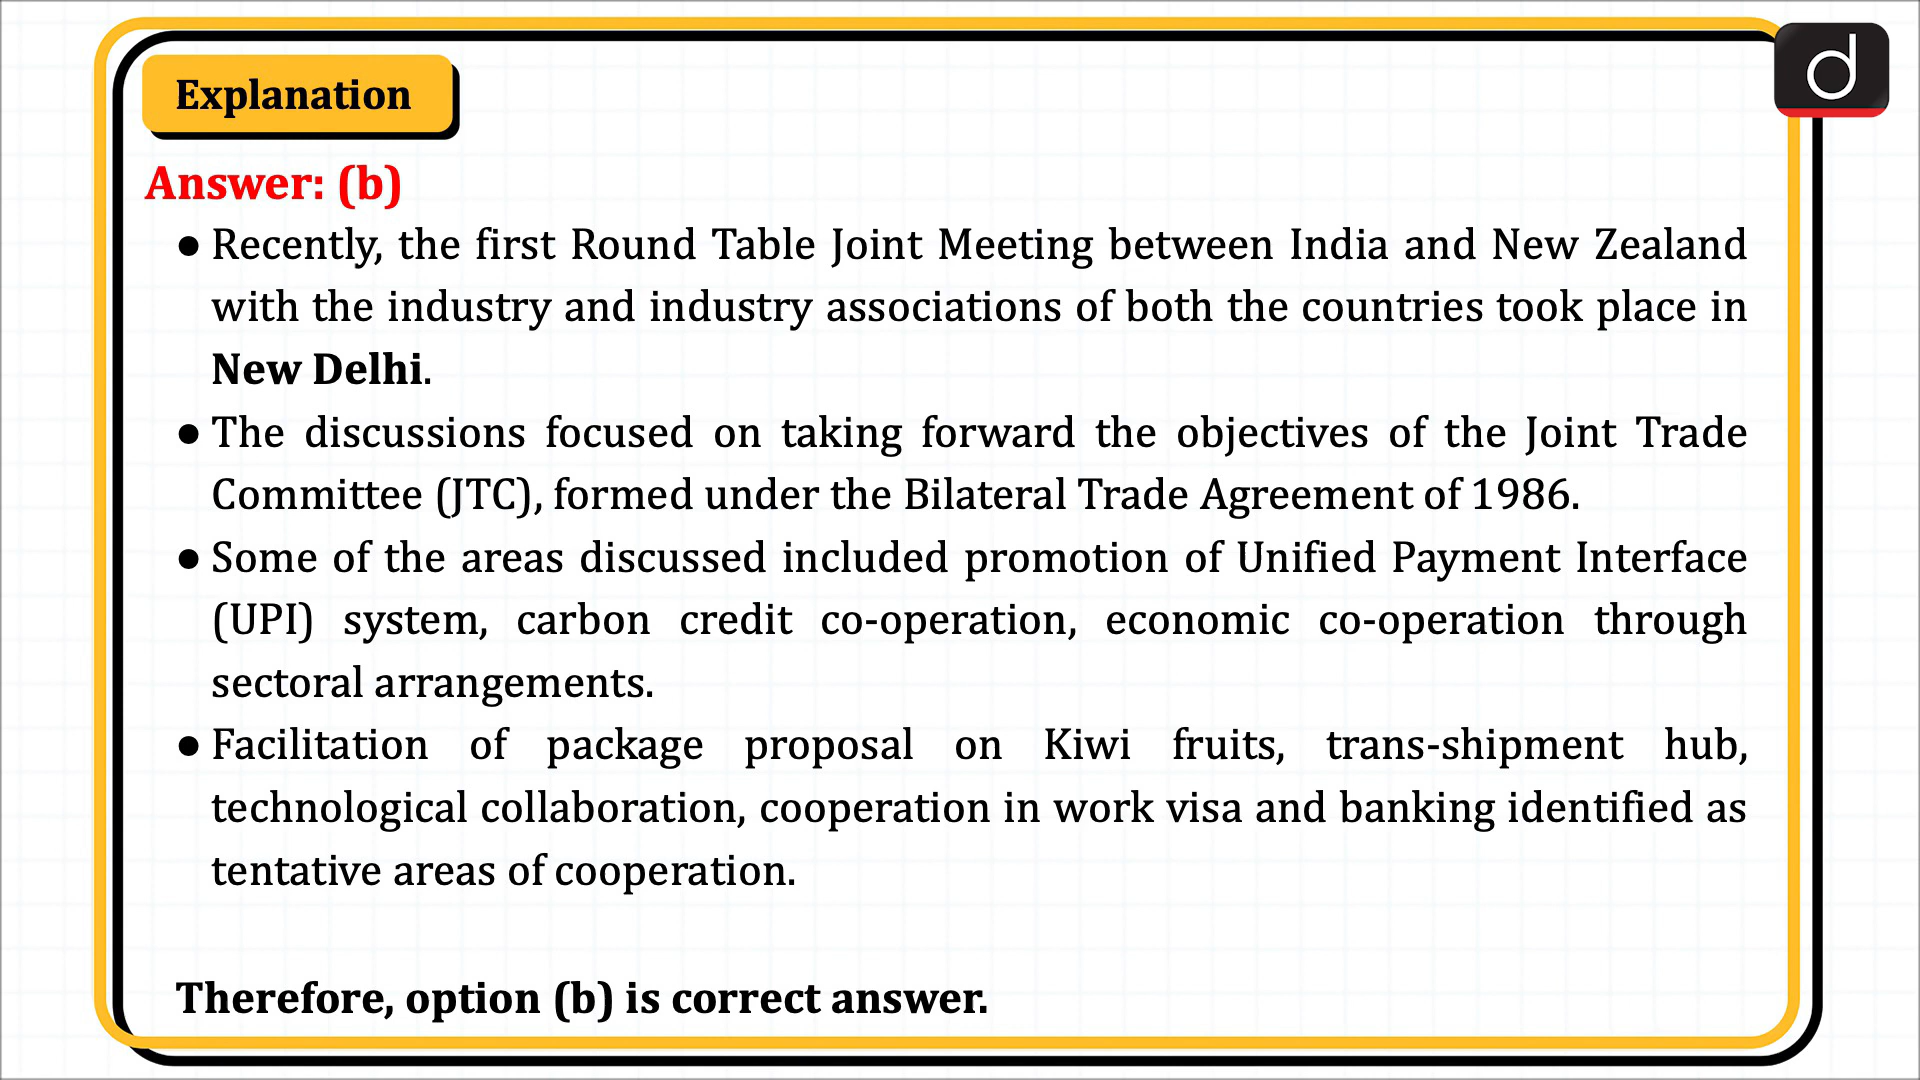 Explanation
d
Answer: (b)
● Recently, the first Round Table Joint Meeting between India and New Zealand
with the industry and industry associations of both the countries took place in
New Delhi.
● The discussions focused on taking forward the objectives of the Joint Trade
Committee (JTC), formed under the Bilateral Trade Agreement of 1986.
● Some of the areas discussed included promotion of Unified Payment Interface
(UPI) system, carbon credit co-operation, economic co-operation through
sectoral arrangements.
● Facilitation of package proposal on Kiwi fruits, trans-shipment hub,
technological collaboration, cooperation in work visa and banking identified as
tentative areas of cooperation.
Therefore, option (b) is correct answer.